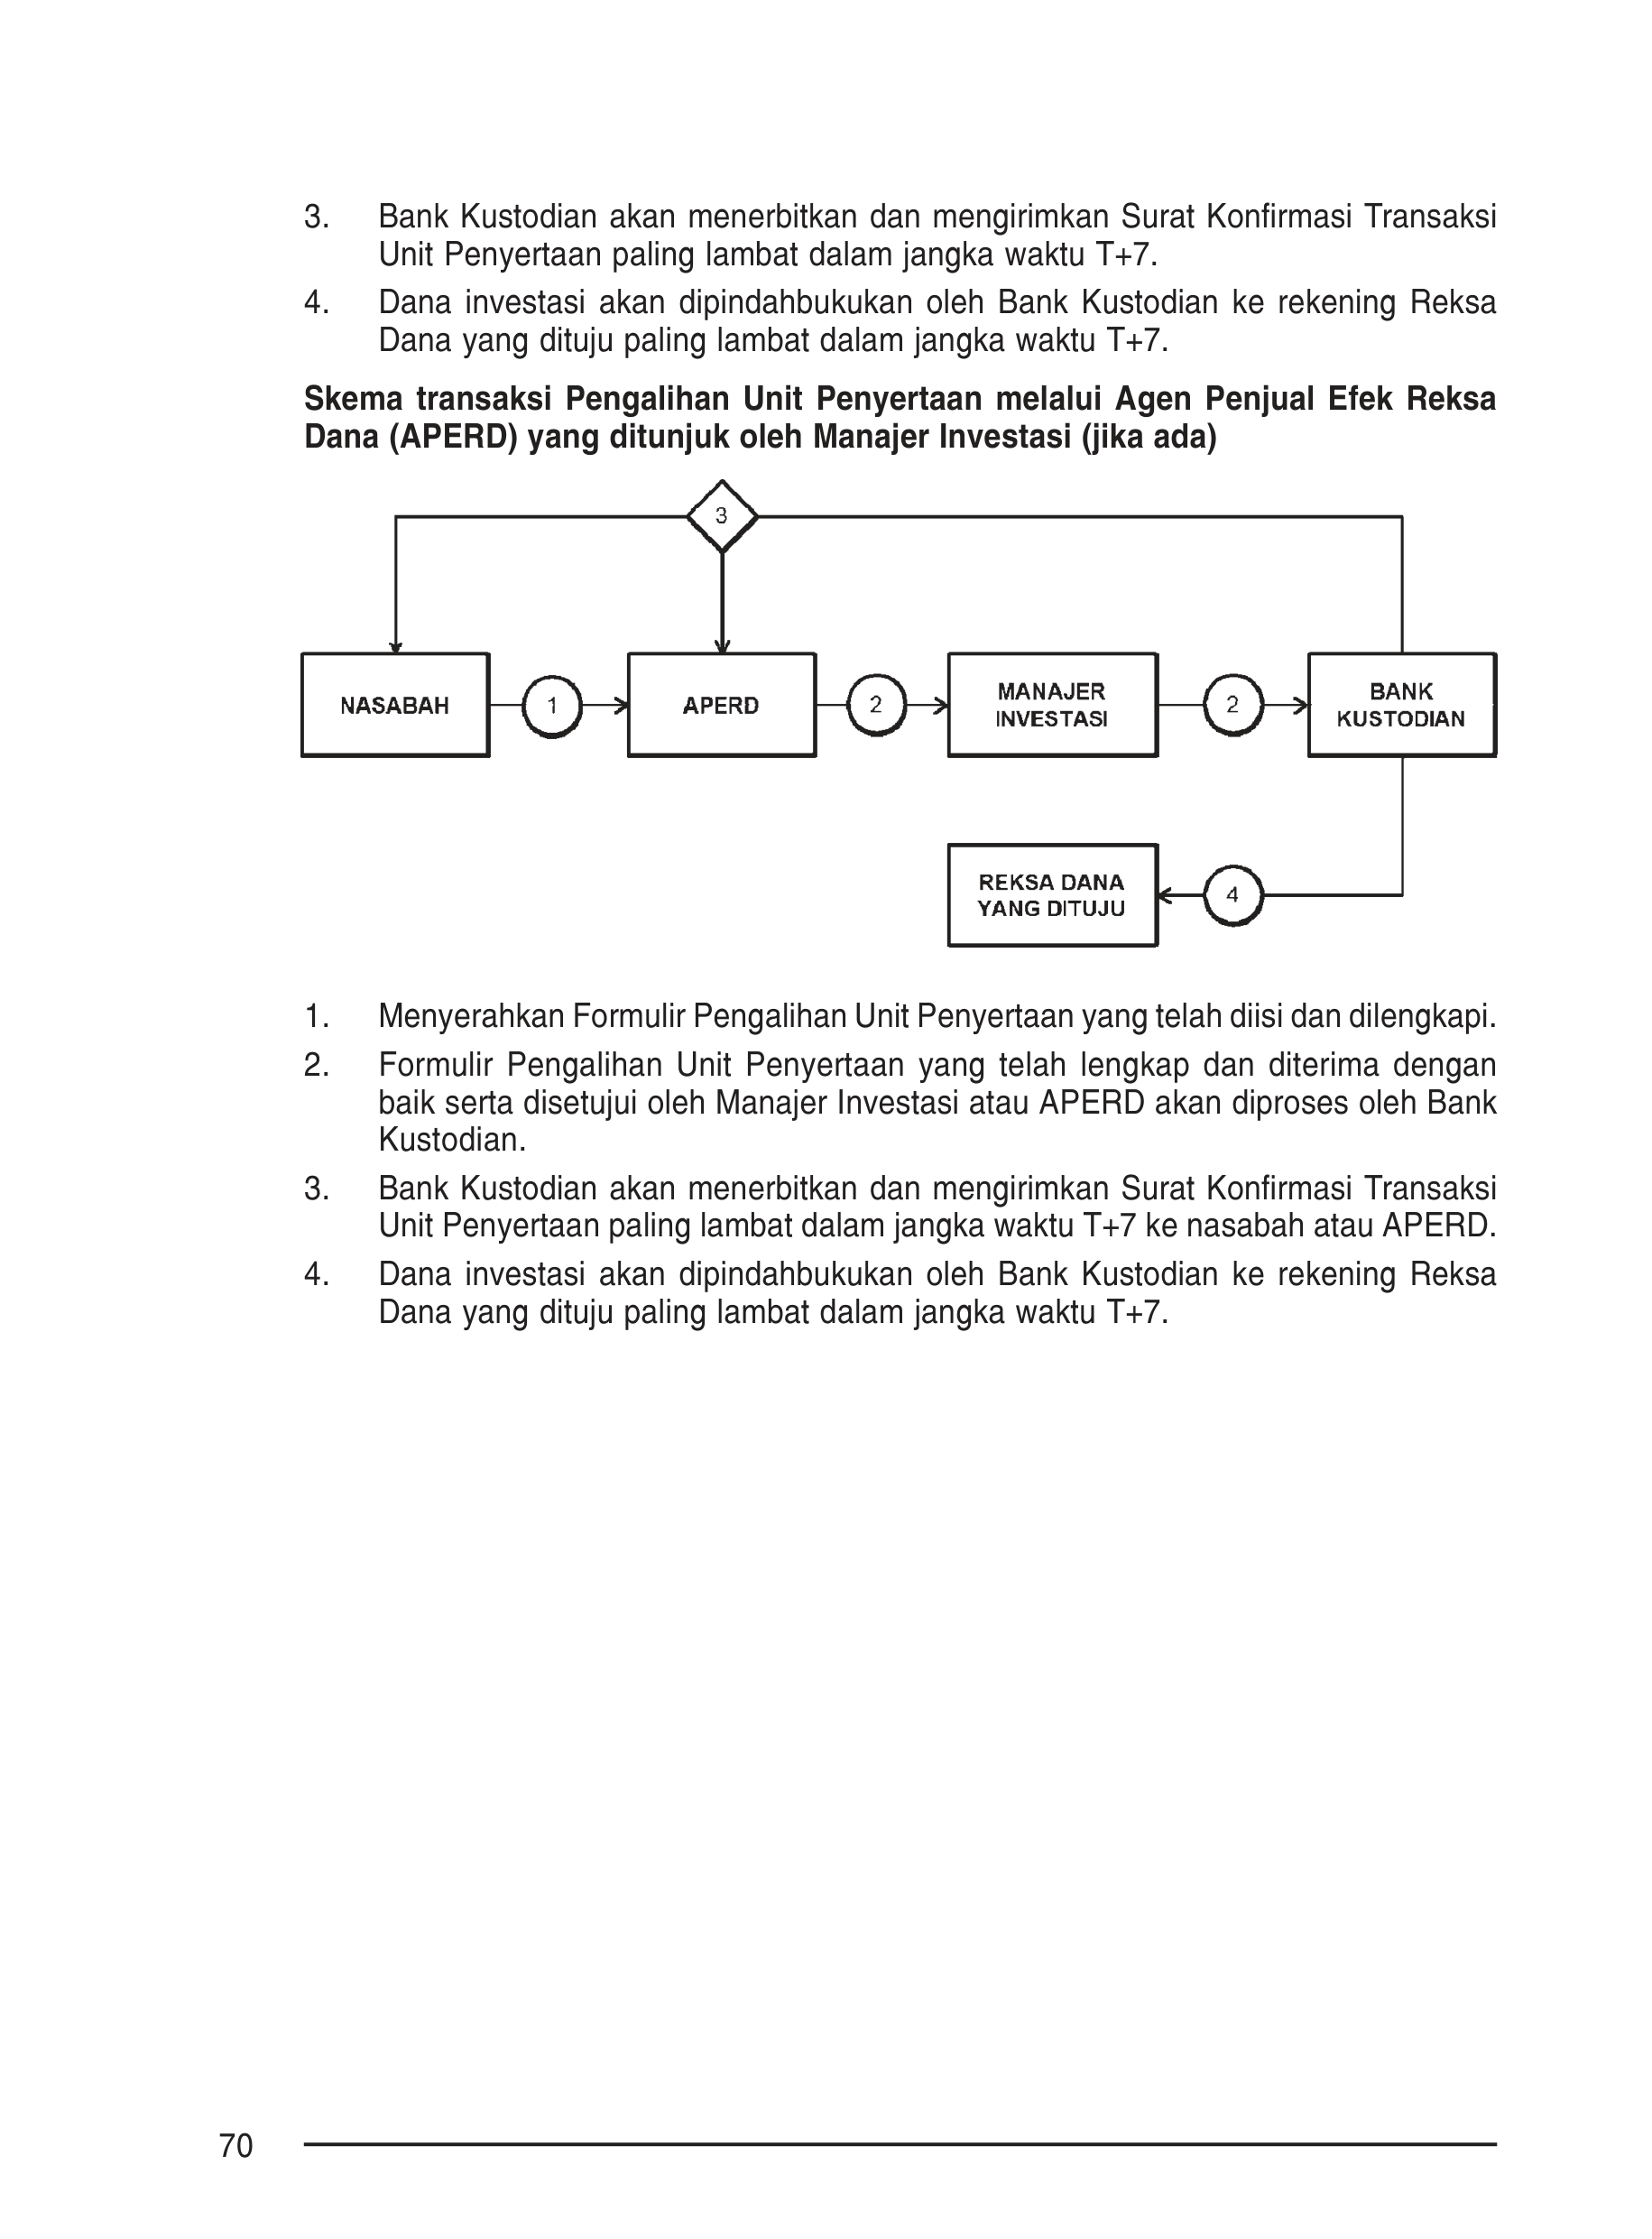 3. Bank Kustodian akan menerbitkan dan mengirimkan Surat Konfirmasi Transaksi
Unit Penyertaan paling lambat dalam jangka waktu T+7.
4. Dana investasi akan dipindahbukukan oleh Bank Kustodian ke rekening Reksa
Dana yang dituju paling lambat dalam jangka waktu T+7.
Skema transaksi Pengalihan Unit Penyertaan melalui Agen Penjual Efek Reksa
Dana (APERD) yang ditunjuk oleh Manajer Investasi (jika ada)
3
NASABAH
1
APERD
2
MANAJER
INVESTASI
2
BANK
KUSTODIAN
REKSA DANA
YANG DITUJU
4
1. Menyerahkan Formulir Pengalihan Unit Penyertaan yang telah diisi dan dilengkapi.
2. Formulir Pengalihan Unit Penyertaan yang telah lengkap dan diterima dengan
baik serta disetujui oleh Manajer Investasi atau APERD akan diproses oleh Bank
Kustodian.
3. Bank Kustodian akan menerbitkan dan mengirimkan Surat Konfirmasi Transaksi
Unit Penyertaan paling lambat dalam jangka waktu T+7 ke nasabah atau APERD.
4. Dana investasi akan dipindahbukukan oleh Bank Kustodian ke rekening Reksa
Dana yang dituju paling lambat dalam jangka waktu T+7.
70